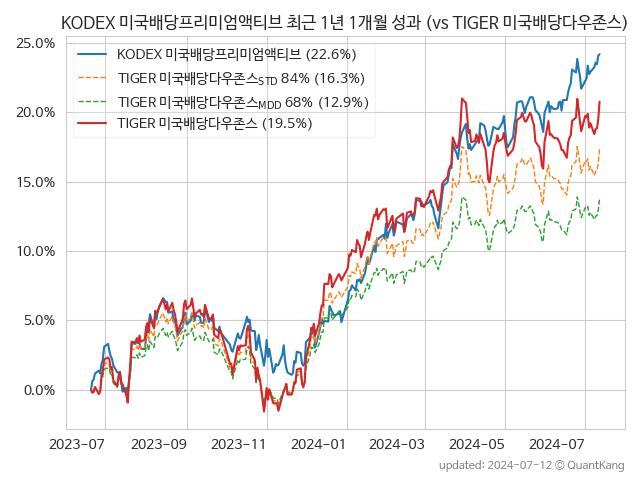 KODEX 미국배당프리미엄액티브 최근 1년 1개월 성과 (vs TIGER 미국배당다우존스)
25.0%
20.0%
15.0%
10.0%
5.0%
0.0%
KODEX 미국배당프리미엄액티브 (22.6%)
TIGER 미국배당다우존스STD 84% (16.3%)
TIGER 미국배당다우존스MDD 68% (12.9%)
TIGER 미국배당다우존스 (19.5%)
2023-07 2023-09 2023-11 2024-01 2024-03 2024-05 2024-07
updated: 2024-07-12 © QuantKang